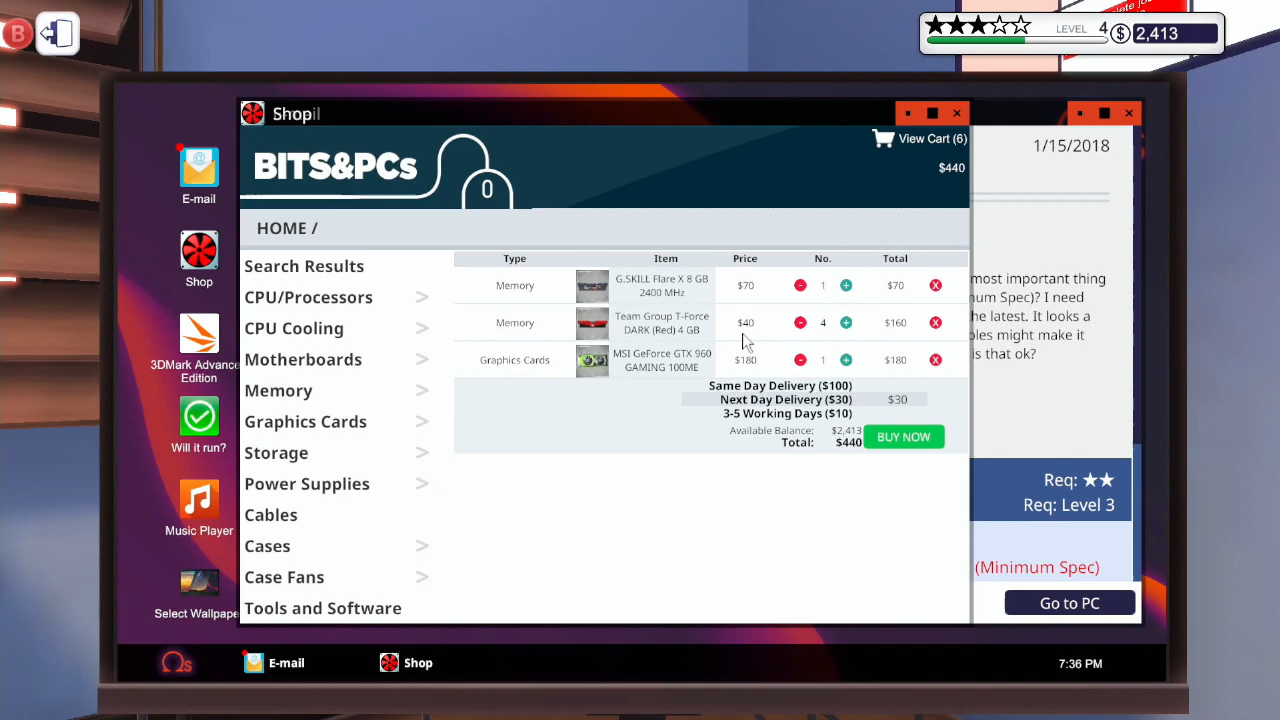 B
LEVEL 4 $ 2,413
Shop
BITS&PCs
View Cart (6)
$440
1/15/2018
HOME /
E-mail
Shop
3DMark Advance
Edition
Will it run?
Music Player
Select Wallpape
Search Results
CPU/Processors >
CPU Cooling >
Motherboards >
Memory >
Graphics Cards >
Storage >
Power Supplies >
Cables
Cases >
Case Fans >
Tools and Software
Type Item Price No. Total
Memory G.SKILL Flare X 8 GB
2400 MHz $70 - 1 + $70 X
Memory Team Group T-Force
DARK (Red) 4 GB $40 - 4 + $160 X
Graphics Cards MSI GeForce GTX 960
GAMING 100ME $180 - 1 + $180 X
Same Day Delivery ($100)
Next Day Delivery ($30) $30
3-5 Working Days ($10)
Available Balance: $2,413
Total: $440 BUY NOW
most important thing
num Spec)? I need
he latest. It looks a
les might make it
is that ok?
Req: ★★
Req: Level 3
(Minimum Spec)
Go to PC
Ωs E-mail Shop 7:36 PM